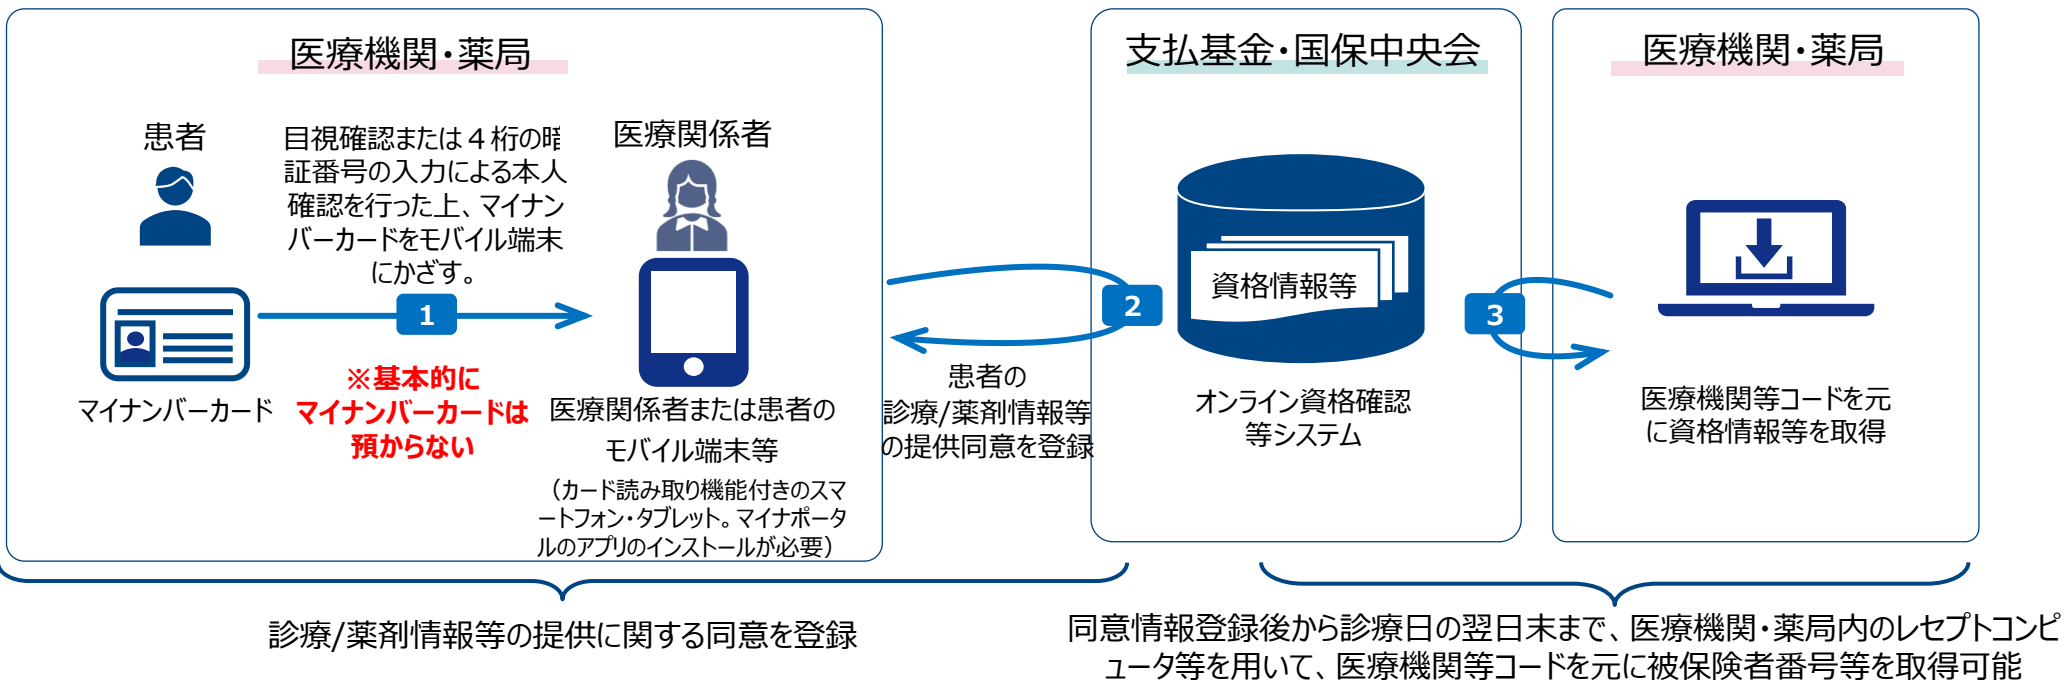 医療機関・薬局
患者
目視確認または４桁の暗
証番号の入力による本人
確認を行った上、マイナン
バーカードをモバイル端末
にかざす。
医療関係者
1
※基本的に
マイナンバーカードは
預からない
マイナンバーカード
医療関係者または患者の
モバイル端末等
（カード読み取り機能付きのスマ
ートフォン・タブレット。マイナポータ
ルのアプリのインストールが必要）
2
患者の
診療/薬剤情報等
の提供同意を登録
支払基金・国保中央会
資格情報等
オンライン資格確認
等システム
3
医療機関・薬局
医療機関等コードを元
に資格情報等を取得
診療/薬剤情報等の提供に関する同意を登録
同意情報登録後から診療日の翌日末まで、医療機関・薬局内のレセプトコンピ
ュータ等を用いて、医療機関等コードを元に被保険者番号等を取得可能